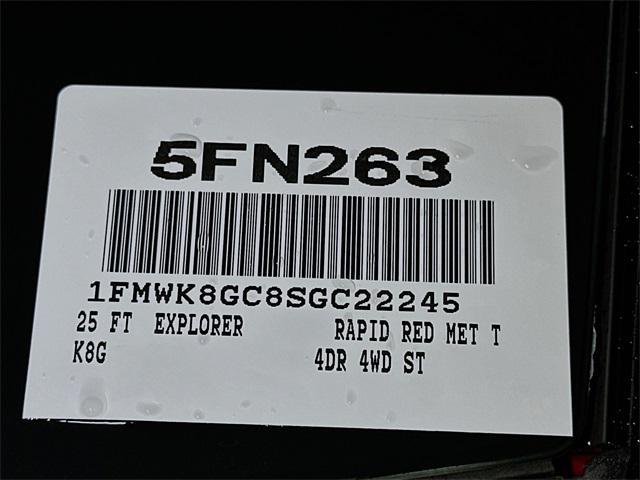 5FN263
1FMWK8GC8SGC22245
25 FT EXPLORER RAPID RED MET T
K8G 4DR 4WD ST